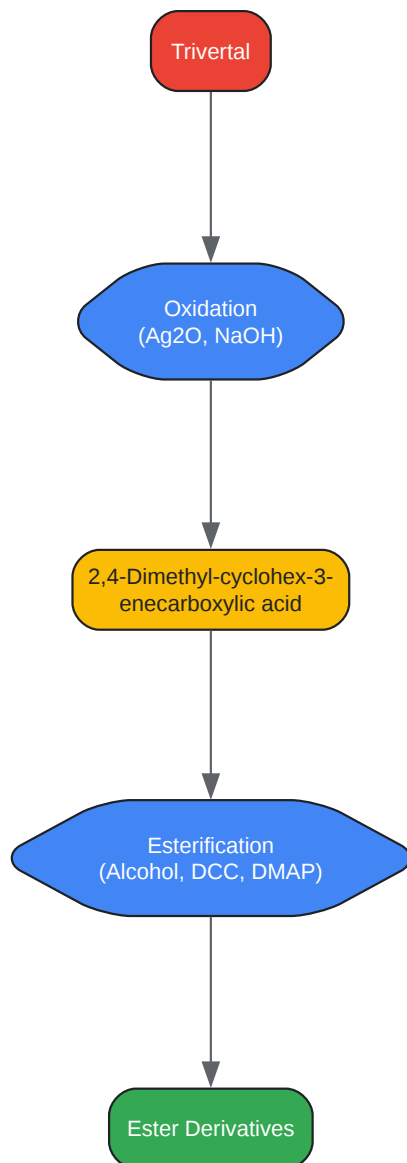 Trivertal
Oxidation
(Ag2O, NaOH)
2,4-Dimethyl-cyclohex-3-
enecarboxylic acid
Esterification
(Alcohol, DCC, DMAP)
Ester Derivatives